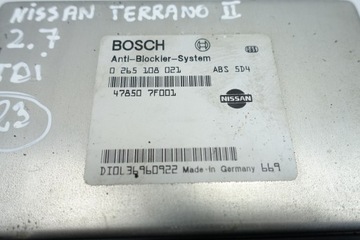 NISSAN TERRANO II
2.7
TDI
23
BOSCH
Anti-Blockier-System
0 265 108 021 ABS 5D4
47850 7F001
NISSAN
DIOL36960922 Made-in Germany 669